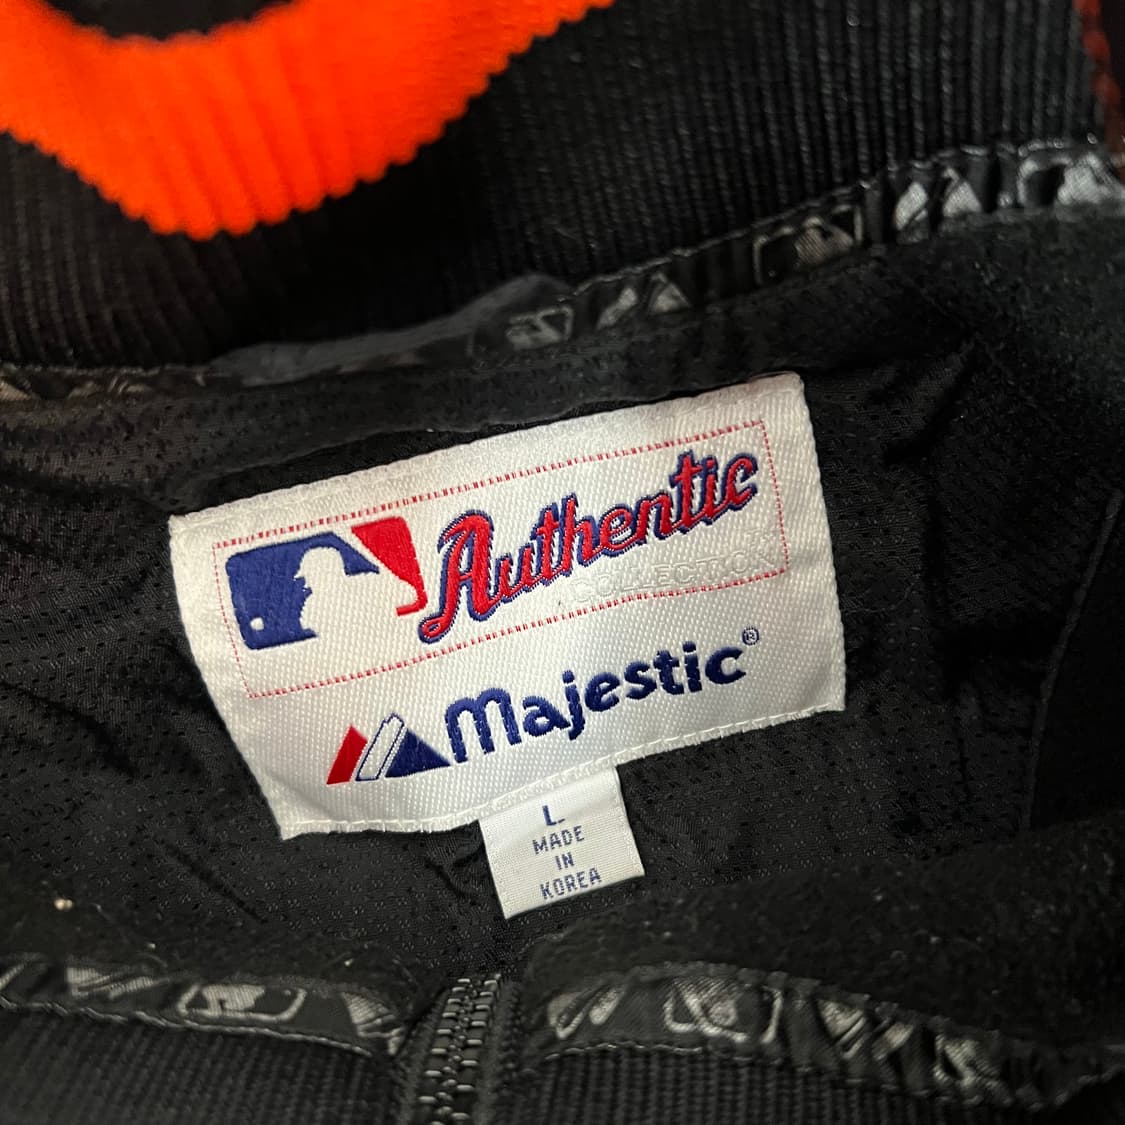 Authentic
COLLECTION
Majestic®
L
MADE
IN
KOREA